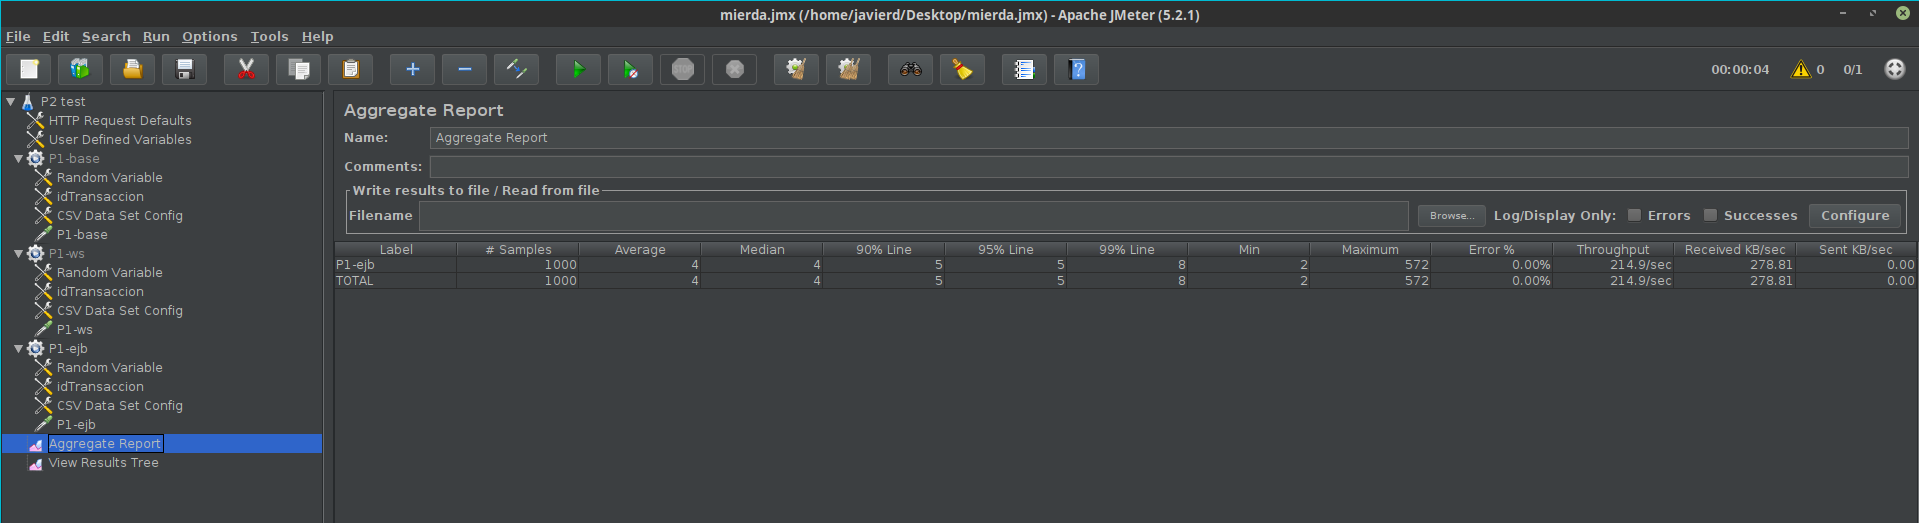 mierda.jmx (/home/javierd/Desktop/mierda.jmx) - Apache JMeter (5.2.1)
File Edit Search Run Options Tools Help
00:00:04 0 0/1
P2 test
HTTP Request Defaults
User Defined Variables
P1-base
Random Variable
idTransaccion
CSV Data Set Config
P1-base
P1-ws
Random Variable
idTransaccion
CSV Data Set Config
P1-ws
P1-ejb
Random Variable
idTransaccion
CSV Data Set Config
P1-ejb
Aggregate Report
View Results Tree
Aggregate Report
Name: Aggregate Report
Comments:
Write results to file / Read from file
Filename Browse... Log/Display Only: Errors Successes Configure
Label # Samples Average Median 90% Line 95% Line 99% Line Min Maximum Error % Throughput Received KB/sec Sent KB/sec
P1-ejb 1000 4 4 5 5 8 2 572 0.00% 214.9/sec 278.81 0.00
TOTAL 1000 4 4 5 5 8 2 572 0.00% 214.9/sec 278.81 0.00